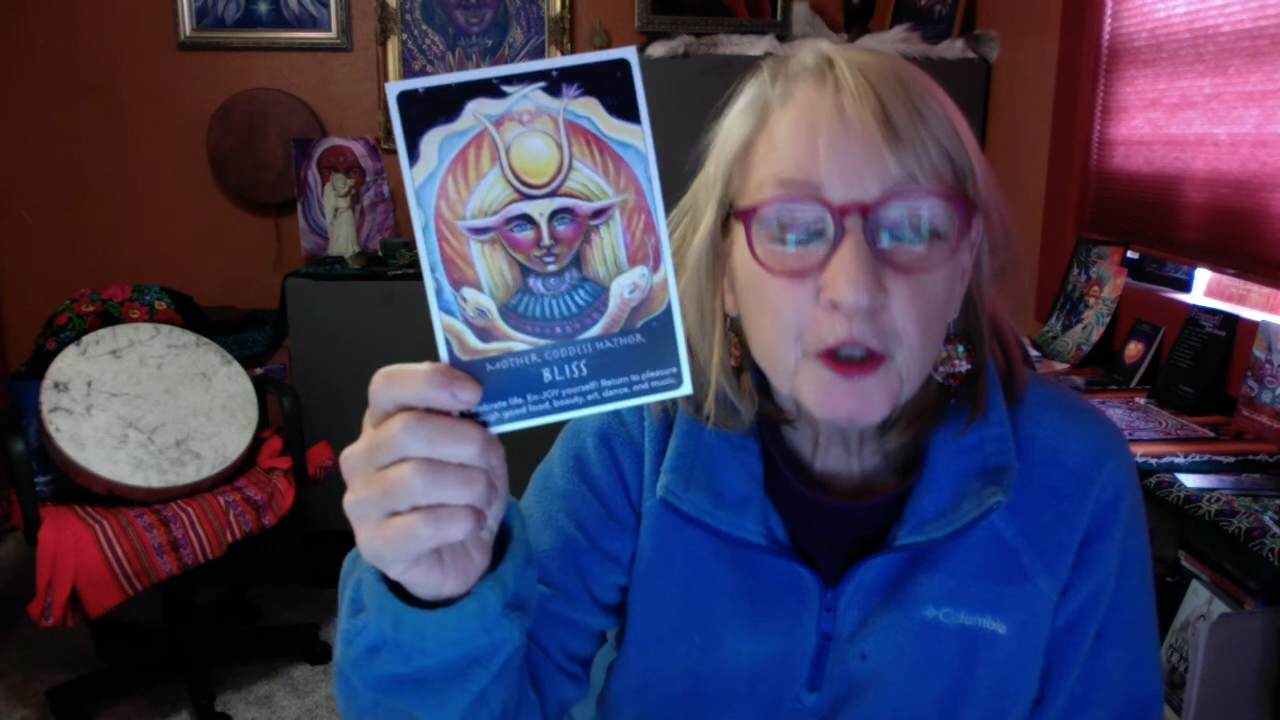 MOTHER GODDESS HATHOR
BLISS
ebrate life. En-JOY yourself! Return to pleasure
ugh good food, beauty, art, dance, and music.
Columbia